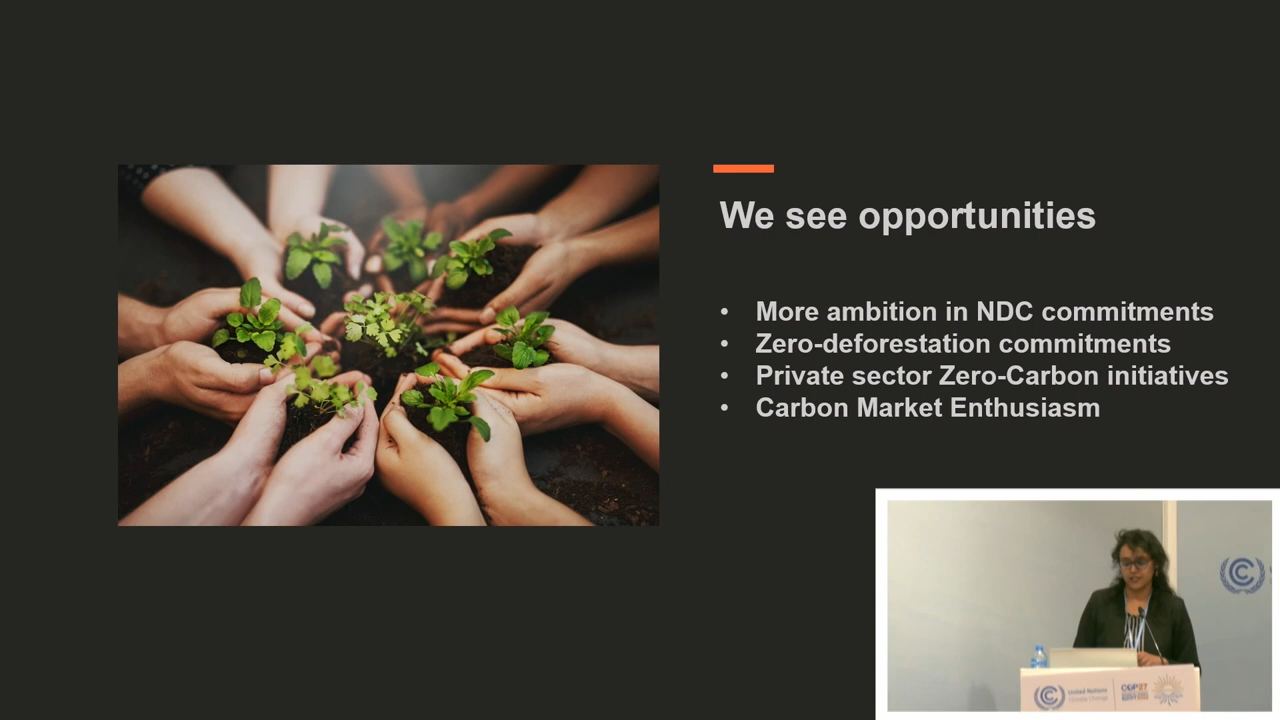 We see opportunities
• More ambition in NDC commitments
• Zero-deforestation commitments
• Private sector Zero-Carbon initiatives
• Carbon Market Enthusiasm
United Nations
Climate Change
COP27